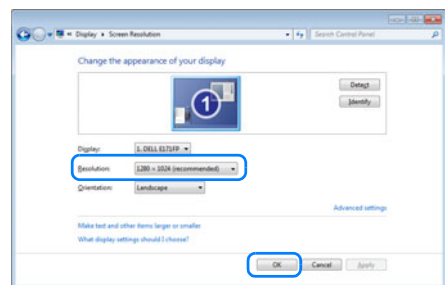 « Display ▸ Screen Resolution
Search Control Panel
Change the appearance of your display
1
Detect
Identify
Display: 1. DELL E171FP
Resolution: 1280 × 1024 (recommended)
Orientation: Landscape
Advanced settings
Make text and other items larger or smaller
What display settings should I choose?
OK Cancel Apply